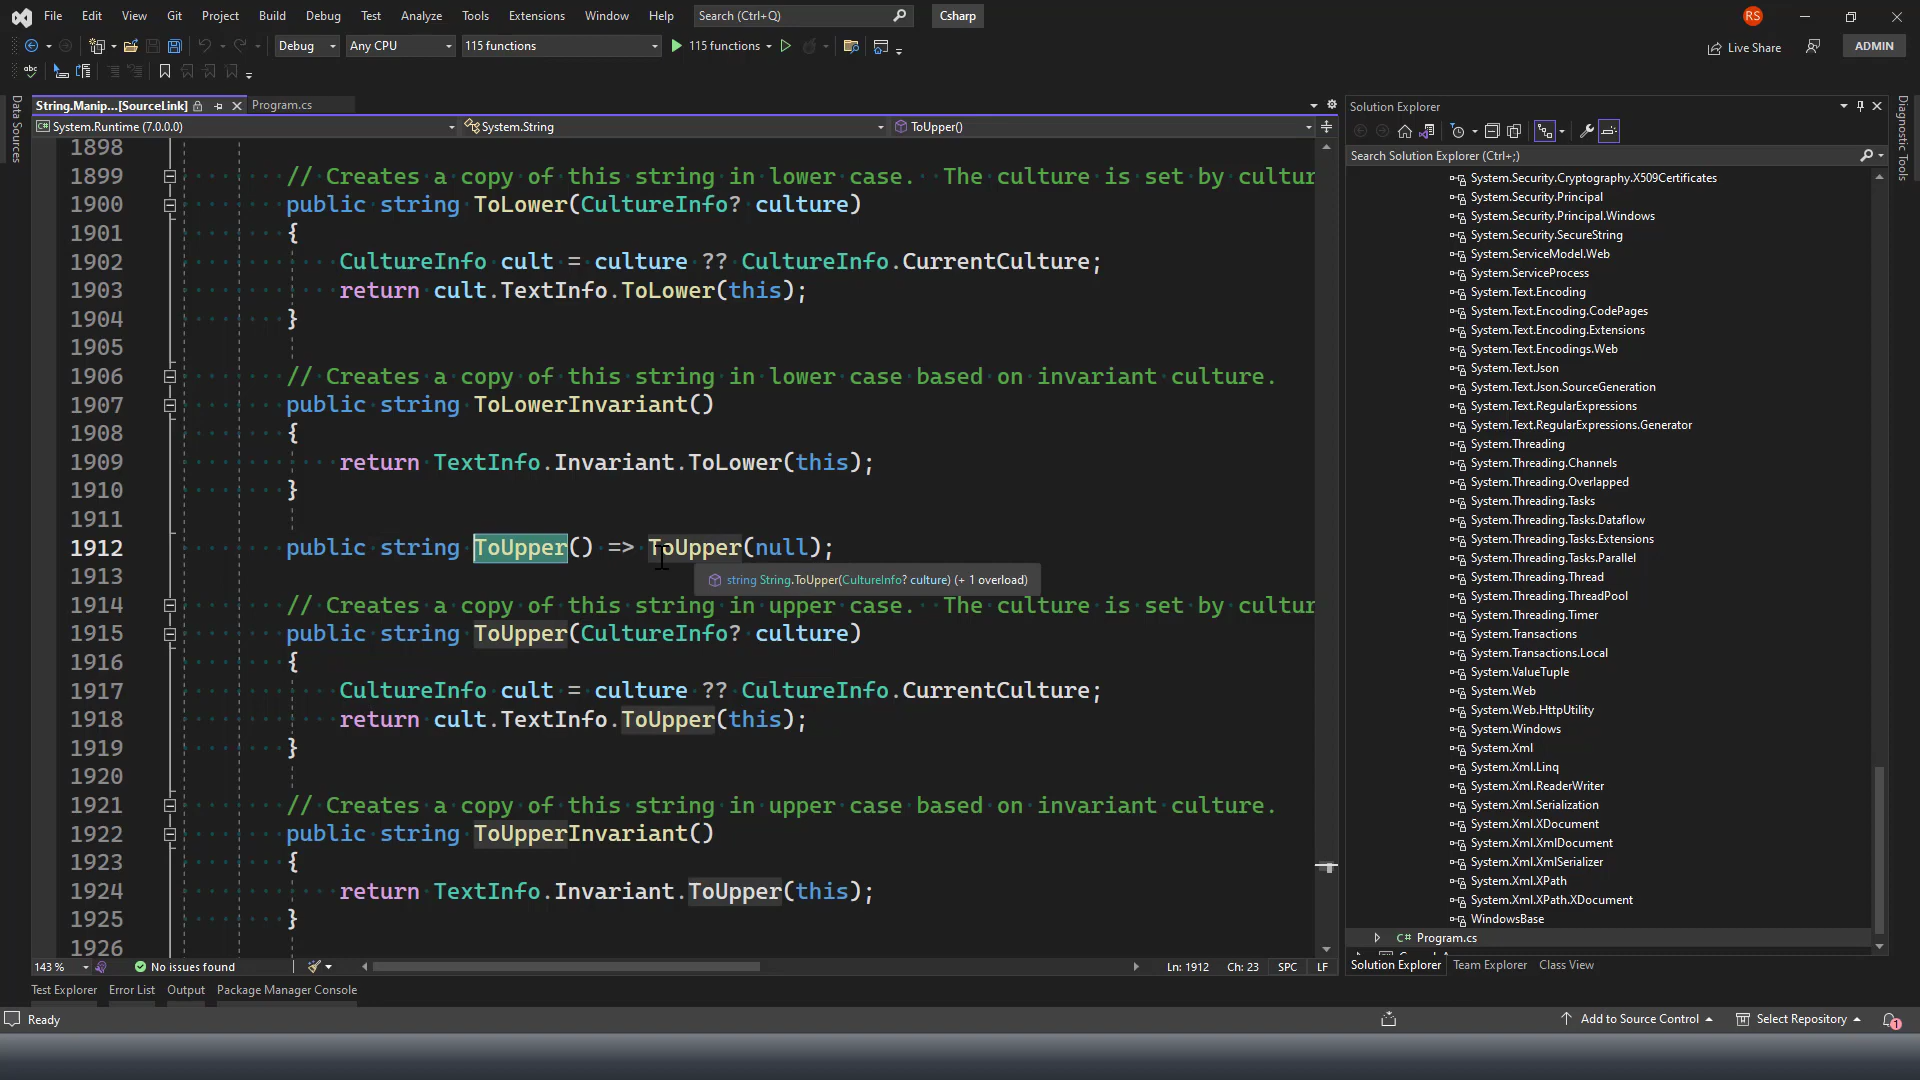 File Edit View Git Project Build Debug Test Analyze Tools Extensions Window Help Search (Ctrl+Q) Csharp RS
Debug Any CPU 115 functions 115 functions Live Share ADMIN
abc
Data Sources
String.Manip...[SourceLink] Program.cs
System.Runtime (7.0.0.0) System.String ToUpper()
1898
1899 // Creates a copy of this string in lower case. The culture is set by cultur
1900 public string ToLower(CultureInfo? culture)
1901 {
1902 CultureInfo cult = culture ?? CultureInfo.CurrentCulture;
1903 return cult.TextInfo.ToLower(this);
1904 }
1905
1906 // Creates a copy of this string in lower case based on invariant culture.
1907 public string ToLowerInvariant()
1908 {
1909 return TextInfo.Invariant.ToLower(this);
1910 }
1911
1912 public string ToUpper() => ToUpper(null);
string String.ToUpper(CultureInfo? culture) (+ 1 overload)
1913
1914 // Creates a copy of this string in upper case. The culture is set by cultur
1915 public string ToUpper(CultureInfo? culture)
1916 {
1917 CultureInfo cult = culture ?? CultureInfo.CurrentCulture;
1918 return cult.TextInfo.ToUpper(this);
1919 }
1920
1921 // Creates a copy of this string in upper case based on invariant culture.
1922 public string ToUpperInvariant()
1923 {
1924 return TextInfo.Invariant.ToUpper(this);
1925 }
1926
143 % No issues found Ln: 1912 Ch: 23 SPC LF
Solution Explorer
Search Solution Explorer (Ctrl+;)
System.Security.Cryptography.X509Certificates
System.Security.Principal
System.Security.Principal.Windows
System.Security.SecureString
System.ServiceModel.Web
System.ServiceProcess
System.Text.Encoding
System.Text.Encoding.CodePages
System.Text.Encoding.Extensions
System.Text.Encodings.Web
System.Text.Json
System.Text.Json.SourceGeneration
System.Text.RegularExpressions
System.Text.RegularExpressions.Generator
System.Threading
System.Threading.Channels
System.Threading.Overlapped
System.Threading.Tasks
System.Threading.Tasks.Dataflow
System.Threading.Tasks.Extensions
System.Threading.Tasks.Parallel
System.Threading.Thread
System.Threading.ThreadPool
System.Threading.Timer
System.Transactions
System.Transactions.Local
System.ValueTuple
System.Web
System.Web.HttpUtility
System.Windows
System.Xml
System.Xml.Linq
System.Xml.ReaderWriter
System.Xml.Serialization
System.Xml.XDocument
System.Xml.XmlDocument
System.Xml.XmlSerializer
System.Xml.XPath
System.Xml.XPath.XDocument
WindowsBase
C# Program.cs
Solution Explorer Team Explorer Class View
Diagnostic Tools
Test Explorer Error List Output Package Manager Console
Ready Add to Source Control Select Repository 1